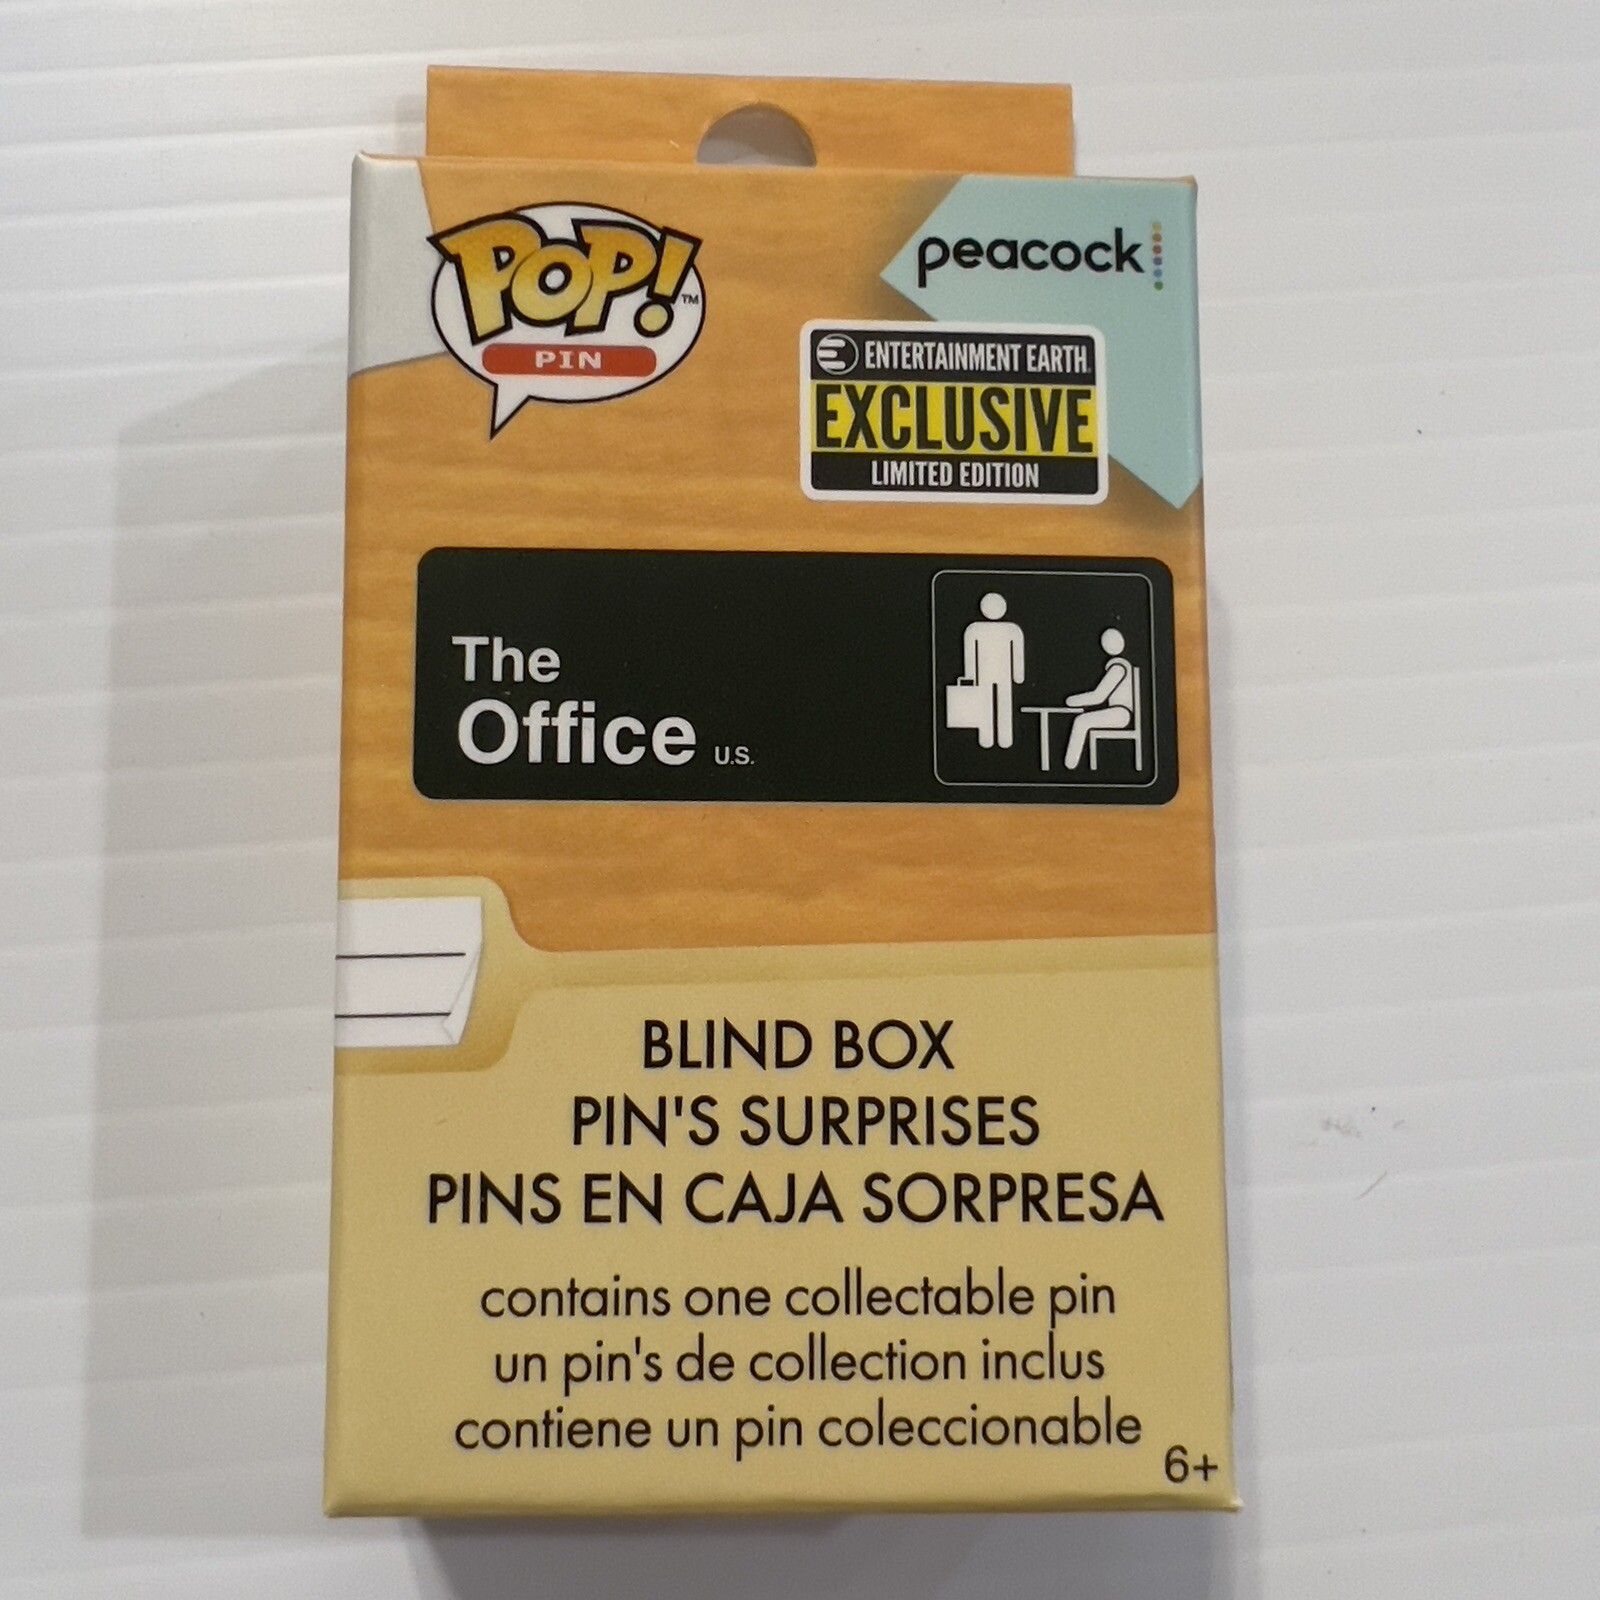 POP!™
PIN
peacock
ENTERTAINMENT EARTH
EXCLUSIVE
LIMITED EDITION
The
Office U.S.
BLIND BOX
PIN'S SURPRISES
PINS EN CAJA SORPRESA
contains one collectable pin
un pin's de collection inclus
contiene un pin coleccionable
6+